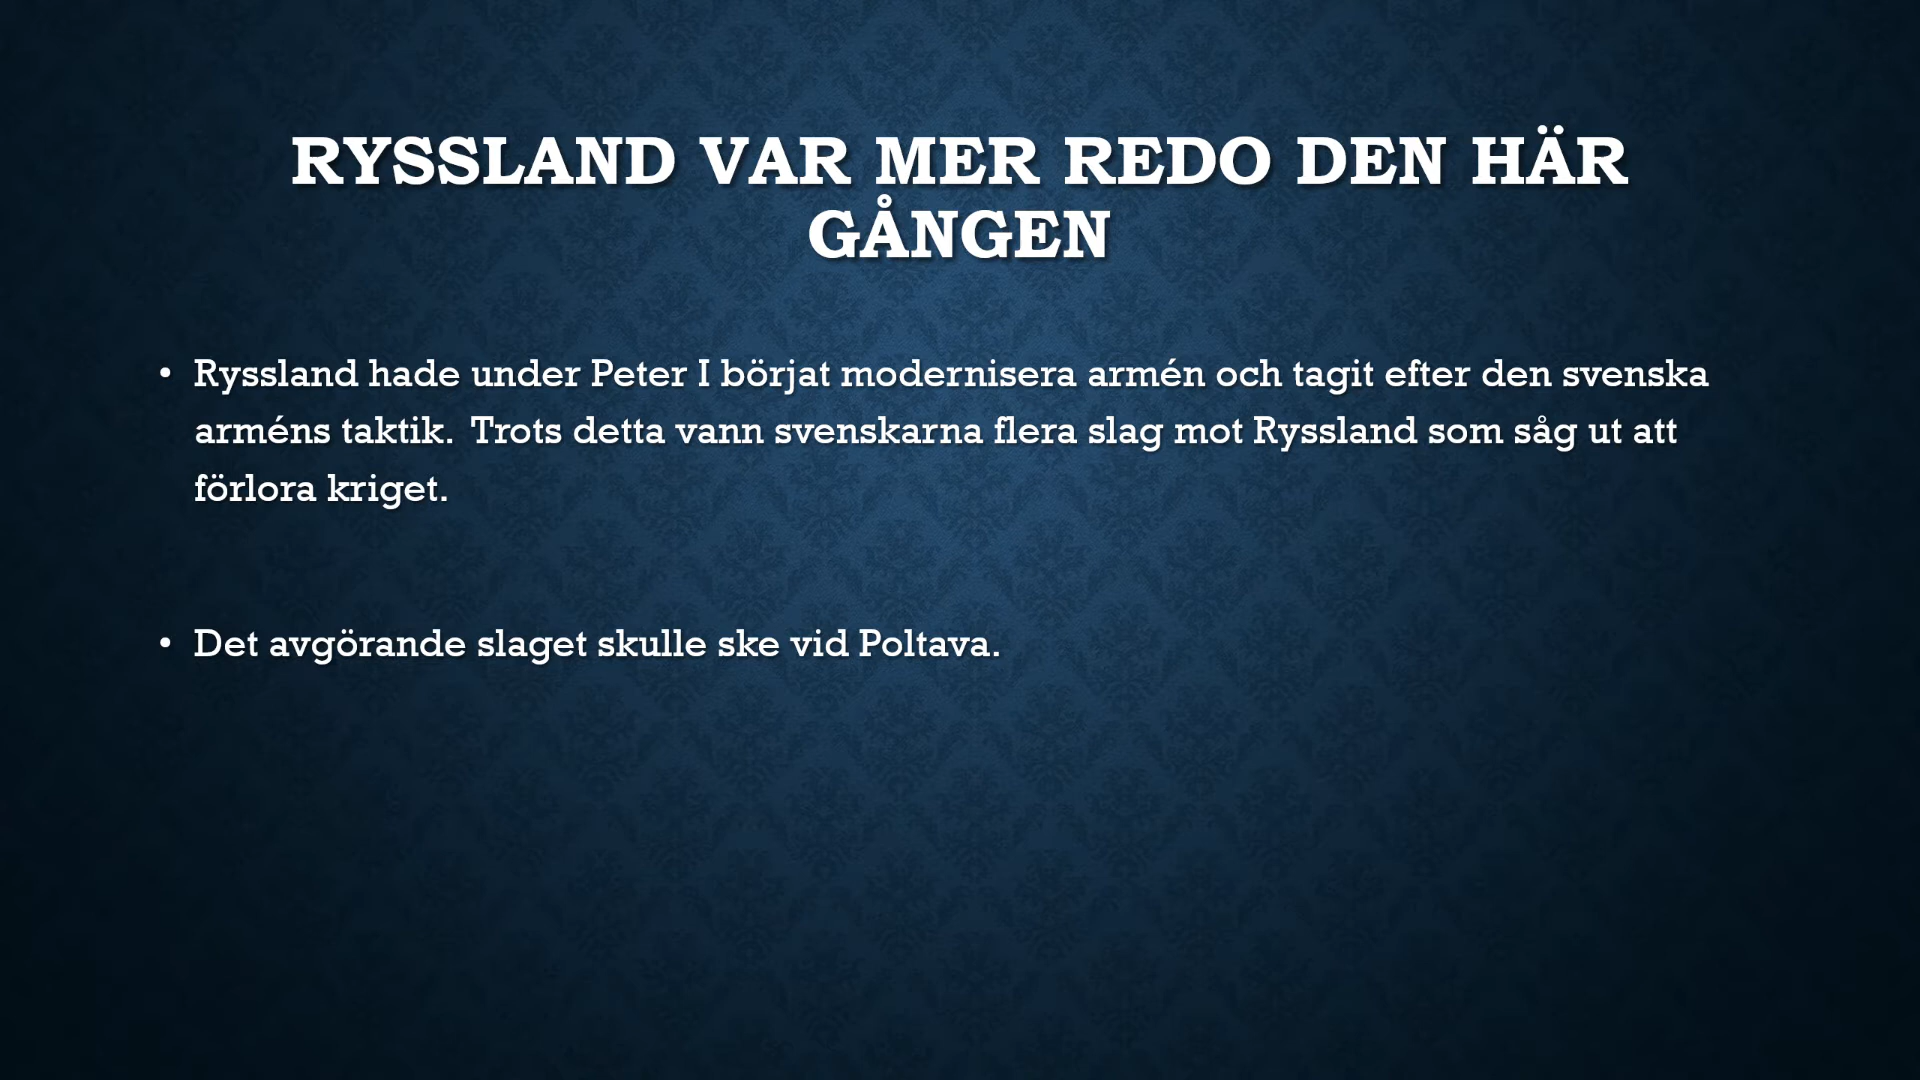 RYSSLAND VAR MER REDO DEN HÄR
GÅNGEN
• Ryssland hade under Peter I börjat modernisera armén och tagit efter den svenska
arméns taktik.  Trots detta vann svenskarna flera slag mot Ryssland som såg ut att
förlora kriget.
• Det avgörande slaget skulle ske vid Poltava.